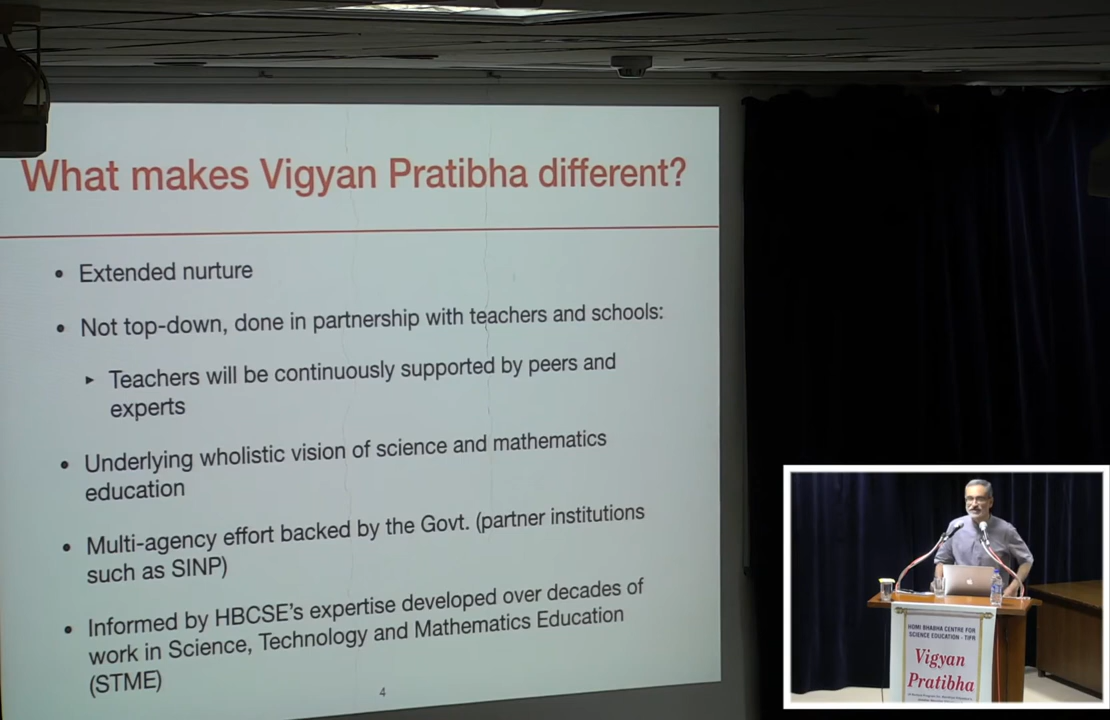 What makes Vigyan Pratibha different?
• Extended nurture
• Not top-down, done in partnership with teachers and schools:
▸ Teachers will be continuously supported by peers and
experts
• Underlying wholistic vision of science and mathematics
education
• Multi-agency effort backed by the Govt. (partner institutions
such as SINP)
• Informed by HBCSE's expertise developed over decades of
work in Science, Technology and Mathematics Education
(STME)
4
HOMI BHABHA CENTRE FOR
SCIENCE EDUCATION - TIFR
Vigyan
Pratibha